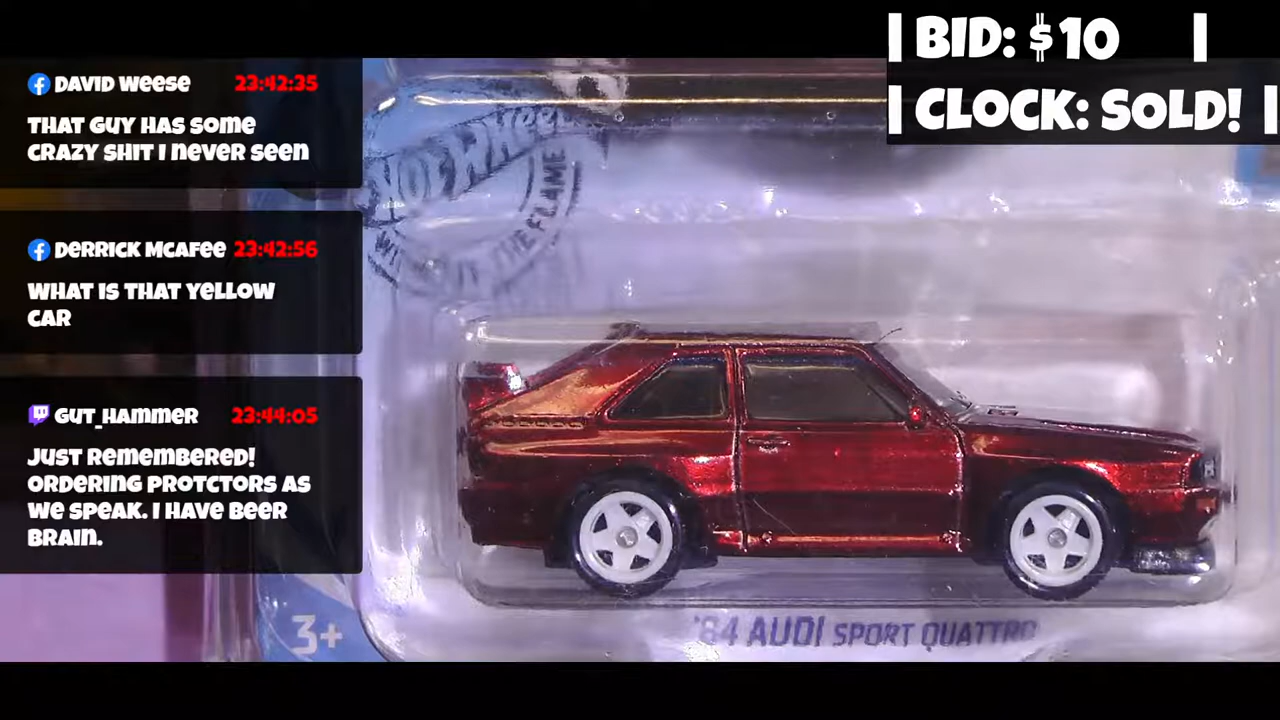 | BID: $10 |
| CLOCK: SOLD! |
DAVID WEESE 23:42:35
THAT GUY HAS SOME
CRAZY SHIT I NEVER SEEN
DERRICK MCAFEE 23:42:56
WHAT IS THAT YELLOW
CAR
GUT_HAMMER 23:44:05
JUST REMEMBERED!
ORDERING PROTCTORS AS
WE SPEAK. I HAVE BEER
BRAIN.
HOT WHEELS
THE FLAME
3+
'84 AUDI SPORT QUATTRO